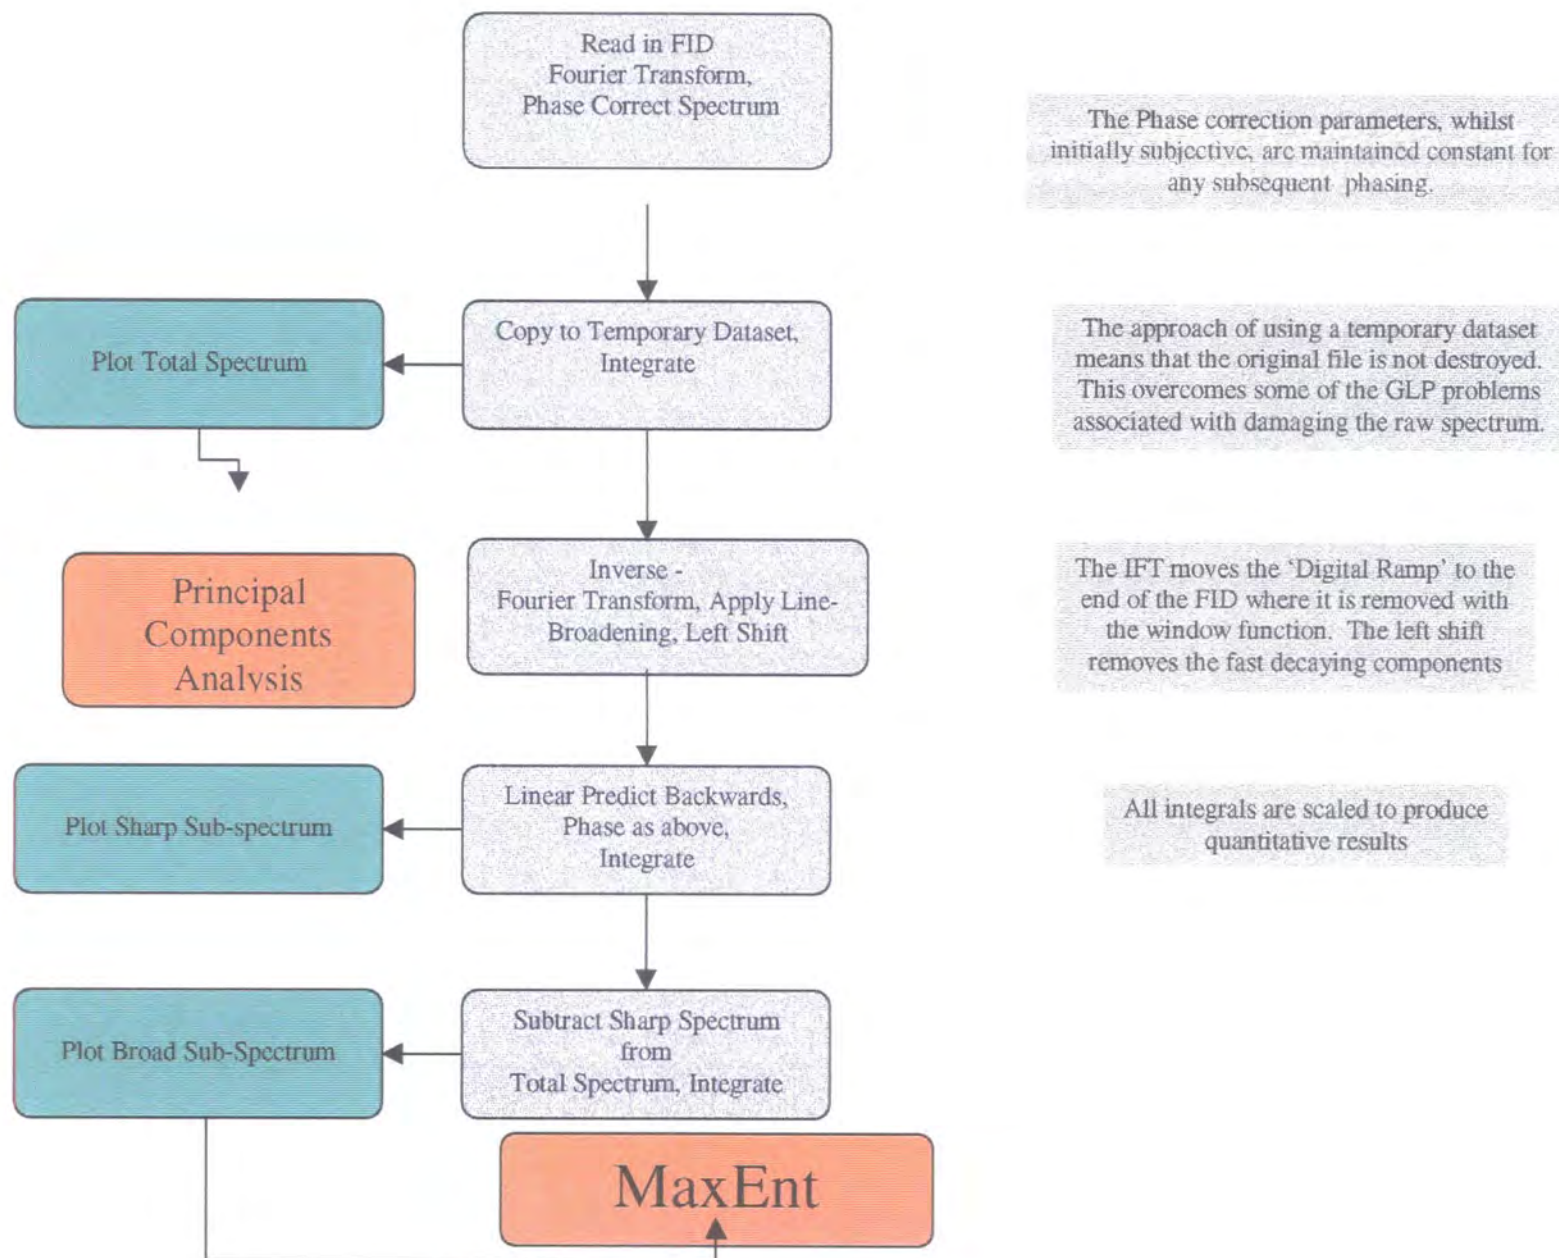 Read in FID
Fourier Transform,
Phase Correct Spectrum
The Phase correction parameters, whilst
initially subjective, are maintained constant for
any subsequent phasing.
Plot Total Spectrum
Copy to Temporary Dataset,
Integrate
The approach of using a temporary dataset
means that the original file is not destroyed.
This overcomes some of the GLP problems
associated with damaging the raw spectrum.
Principal
Components
Analysis
Inverse -
Fourier Transform, Apply Line-
Broadening, Left Shift
The IFT moves the ‘Digital Ramp’ to the
end of the FID where it is removed with
the window function. The left shift
removes the fast decaying components
Plot Sharp Sub-spectrum
Linear Predict Backwards,
Phase as above,
Integrate
All integrals are scaled to produce
quantitative results
Plot Broad Sub-Spectrum
Subtract Sharp Spectrum
from
Total Spectrum, Integrate
MaxEnt